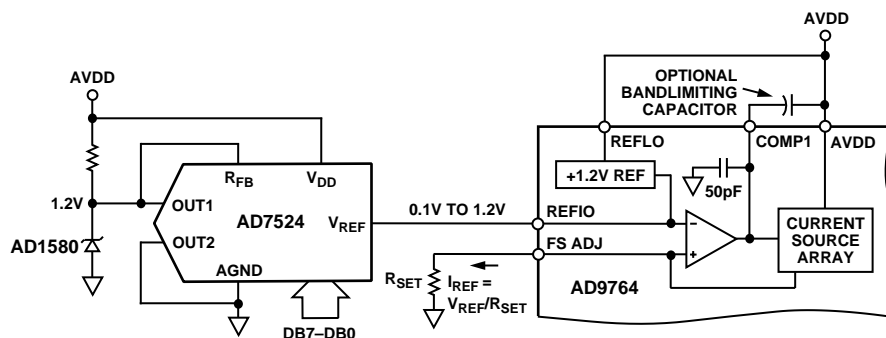 AVDD
1.2V
AD1580
R_FB
V_DD
OUT1
AD7524
V_REF
OUT2
AGND
DB7–DB0
0.1V TO 1.2V
R_SET
I_REF =
V_REF/R_SET
AVDD
OPTIONAL
BANDLIMITING
CAPACITOR
REFLO
COMP1
AVDD
+1.2V REF
50pF
REFIO
FS ADJ
−
+
CURRENT
SOURCE
ARRAY
AD9764